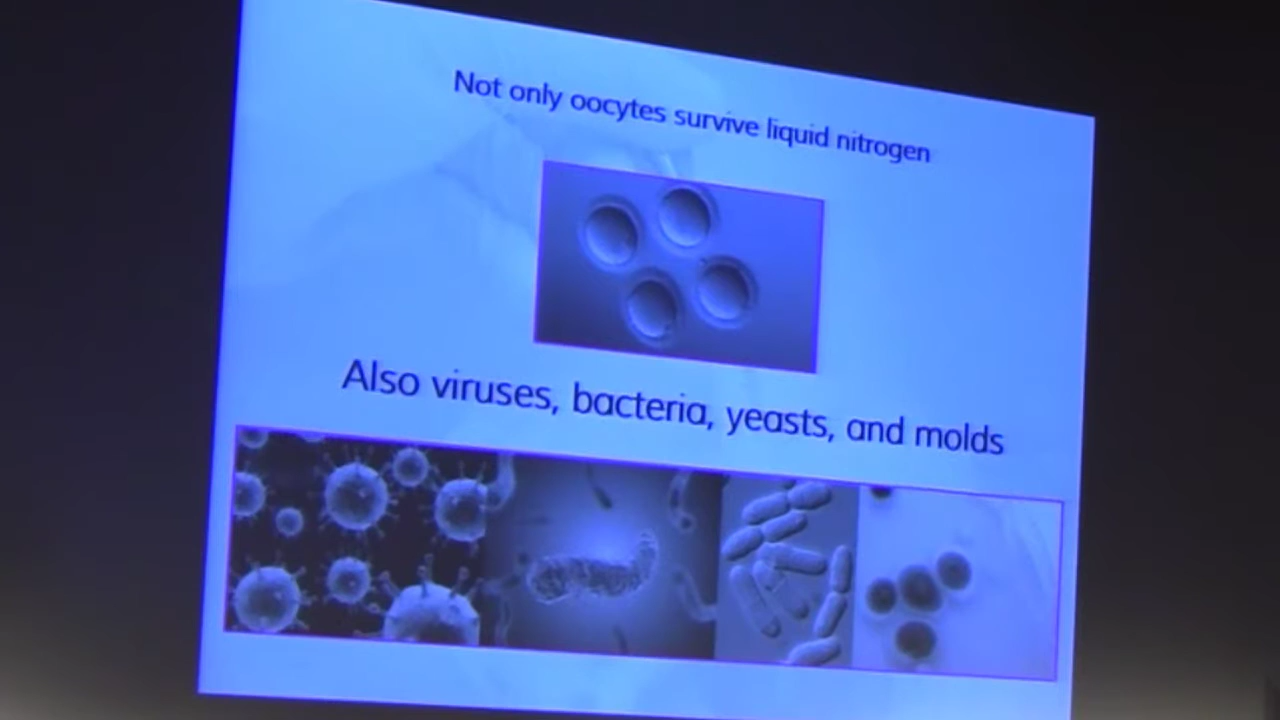 Not only oocytes survive liquid nitrogen
Also viruses, bacteria, yeasts, and molds